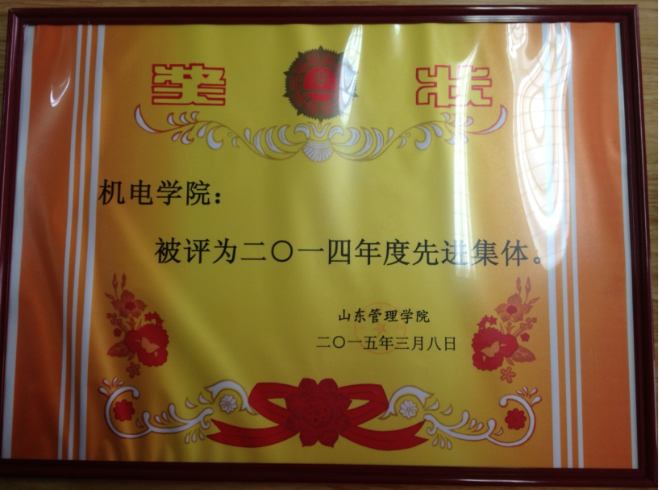 奖状
机电学院：
被评为二〇一四年度先进集体。
山东管理学院
二〇一五年三月八日